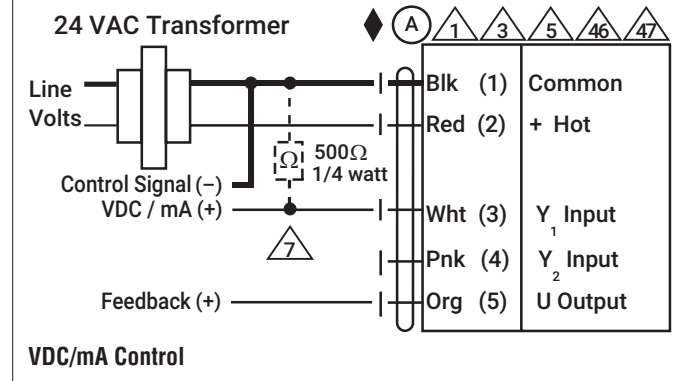 24 VAC Transformer
A 1 3 5 46 47
Line
Volts
Blk (1) Common
Red (2) + Hot
Ω 500Ω
1/4 watt
Control Signal (−)
VDC / mA (+)
Wht (3) Y1 Input
7
Pnk (4) Y2 Input
Feedback (+)
Org (5) U Output
VDC/mA Control